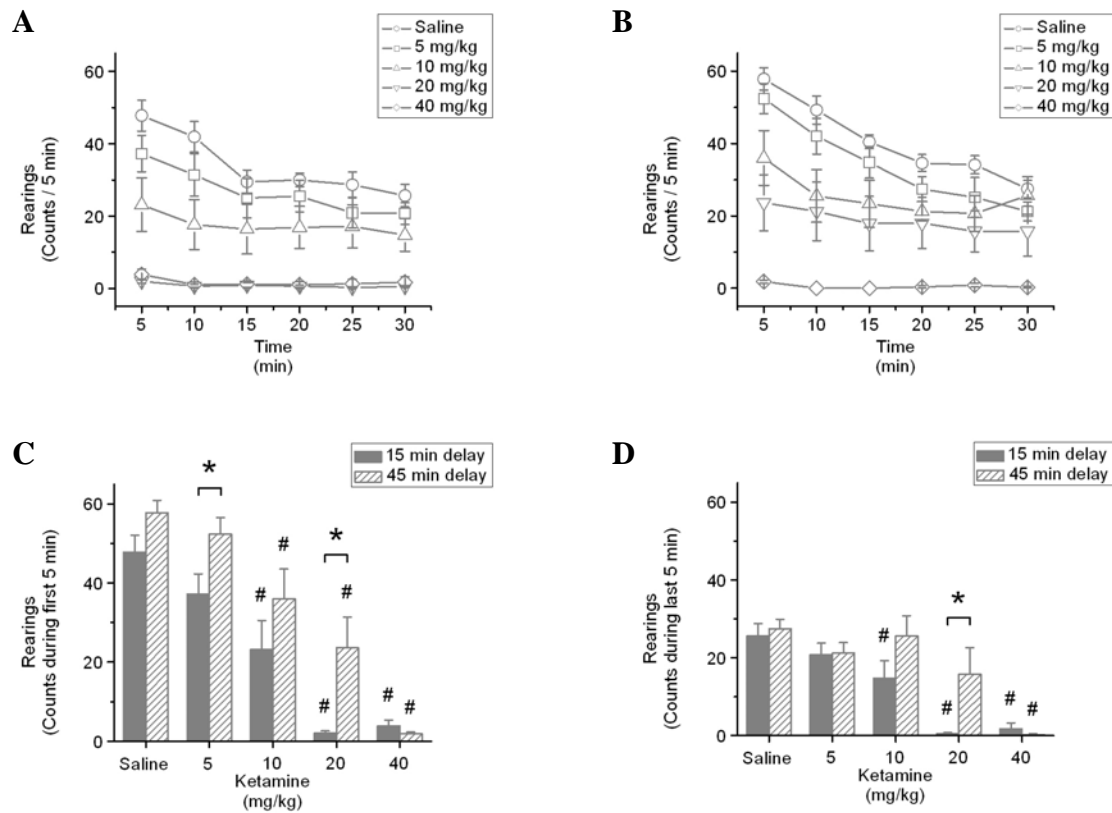 A
Saline
5 mg/kg
10 mg/kg
20 mg/kg
40 mg/kg
60
40
20
0
Rearings
(Counts / 5 min)
5 10 15 20 25 30
Time
(min)
B
Saline
5 mg/kg
10 mg/kg
20 mg/kg
40 mg/kg
60
40
20
0
Rearings
(Counts / 5 min)
5 10 15 20 25 30
Time
(min)
C
15 min delay
45 min delay
60
40
20
0
Rearings
(Counts during first 5 min)
*
*
# # # # # #
Saline 5 10 20 40
Ketamine
(mg/kg)
D
15 min delay
45 min delay
60
40
20
0
Rearings
(Counts during last 5 min)
*
# # # #
Saline 5 10 20 40
Ketamine
(mg/kg)